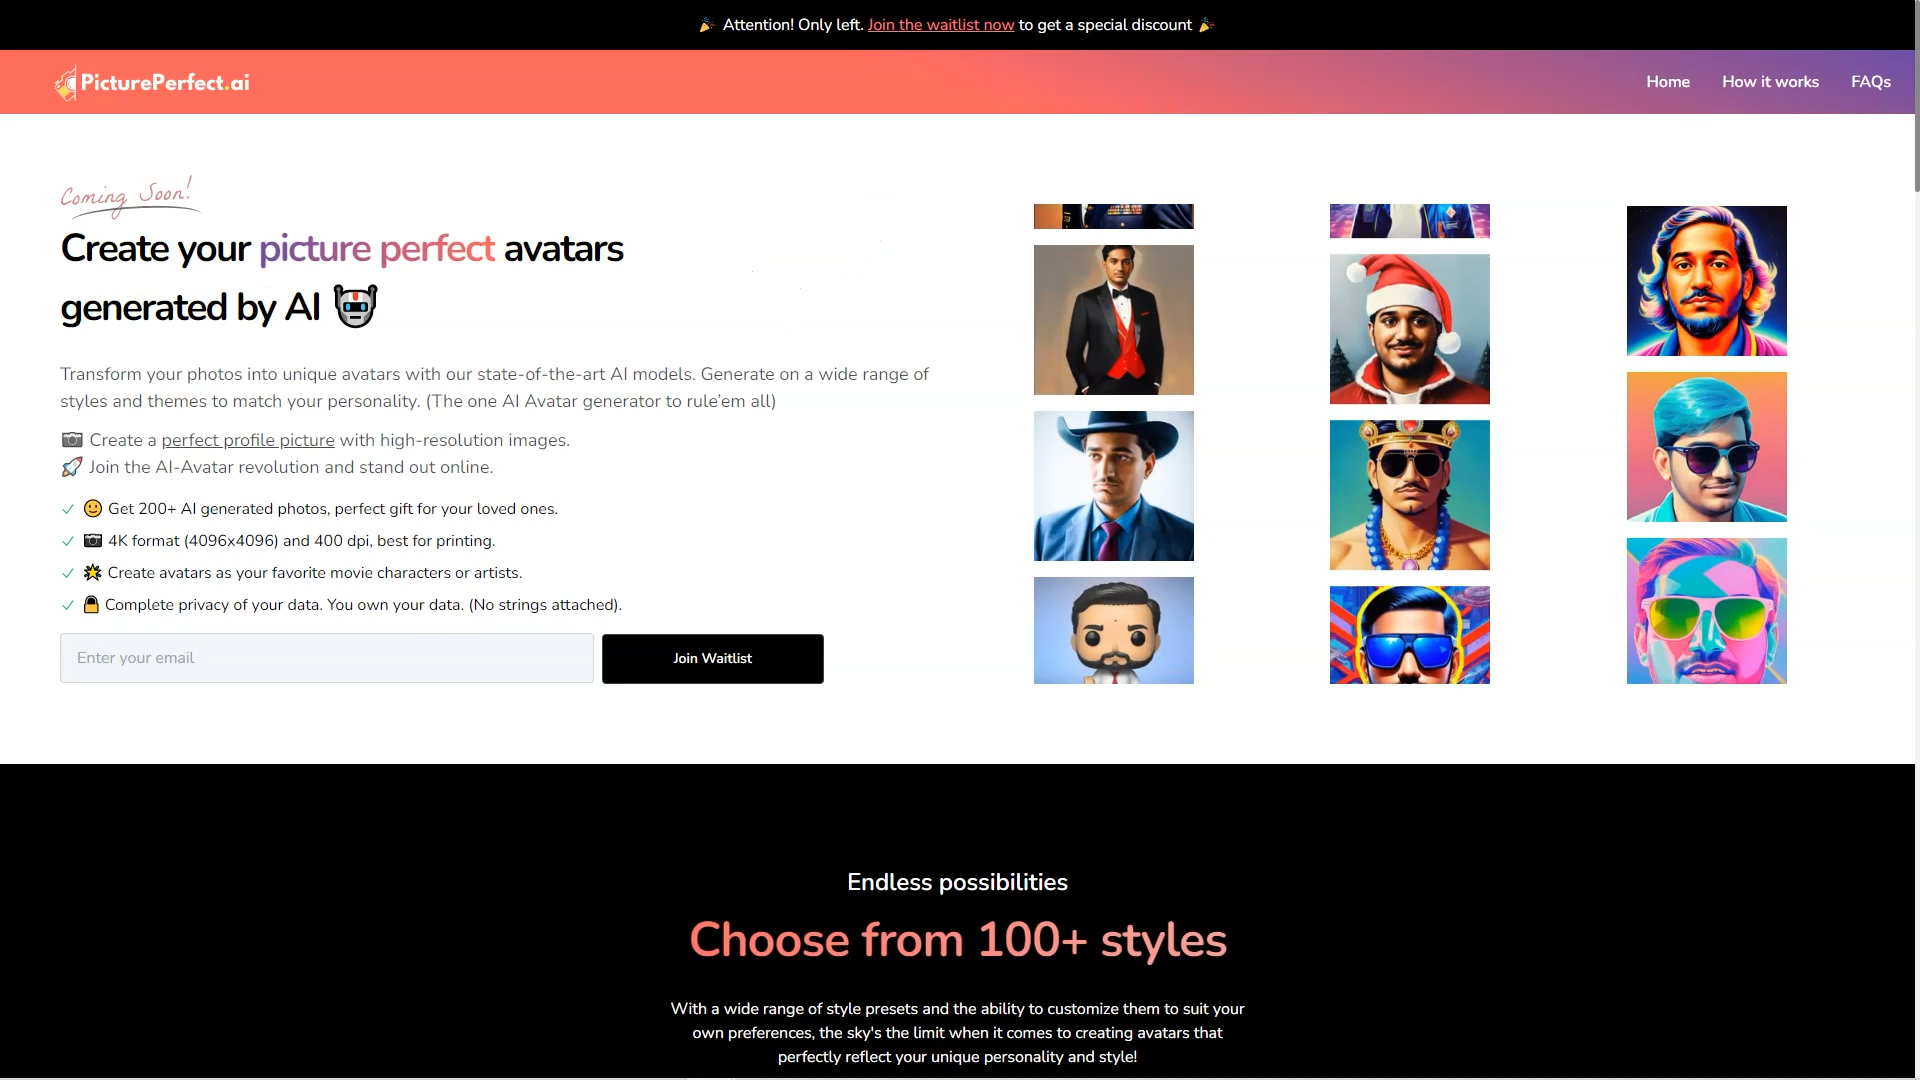 🎉 Attention! Only left. Join the waitlist now to get a special discount 🎉
PicturePerfect.ai
Home
How it works
FAQs
Coming Soon!
Create your picture perfect avatars
generated by AI 🤖
Transform your photos into unique avatars with our state-of-the-art AI models. Generate on a wide range of
styles and themes to match your personality. (The one AI Avatar generator to rule’em all)
📷 Create a perfect profile picture with high-resolution images.
🚀 Join the AI-Avatar revolution and stand out online.
✓ 🙂 Get 200+ AI generated photos, perfect gift for your loved ones.
✓ 📷 4K format (4096x4096) and 400 dpi, best for printing.
✓ 🌟 Create avatars as your favorite movie characters or artists.
✓ 🔒 Complete privacy of your data. You own your data. (No strings attached).
Enter your email
Join Waitlist
Endless possibilities
Choose from 100+ styles
With a wide range of style presets and the ability to customize them to suit your
own preferences, the sky's the limit when it comes to creating avatars that
perfectly reflect your unique personality and style!